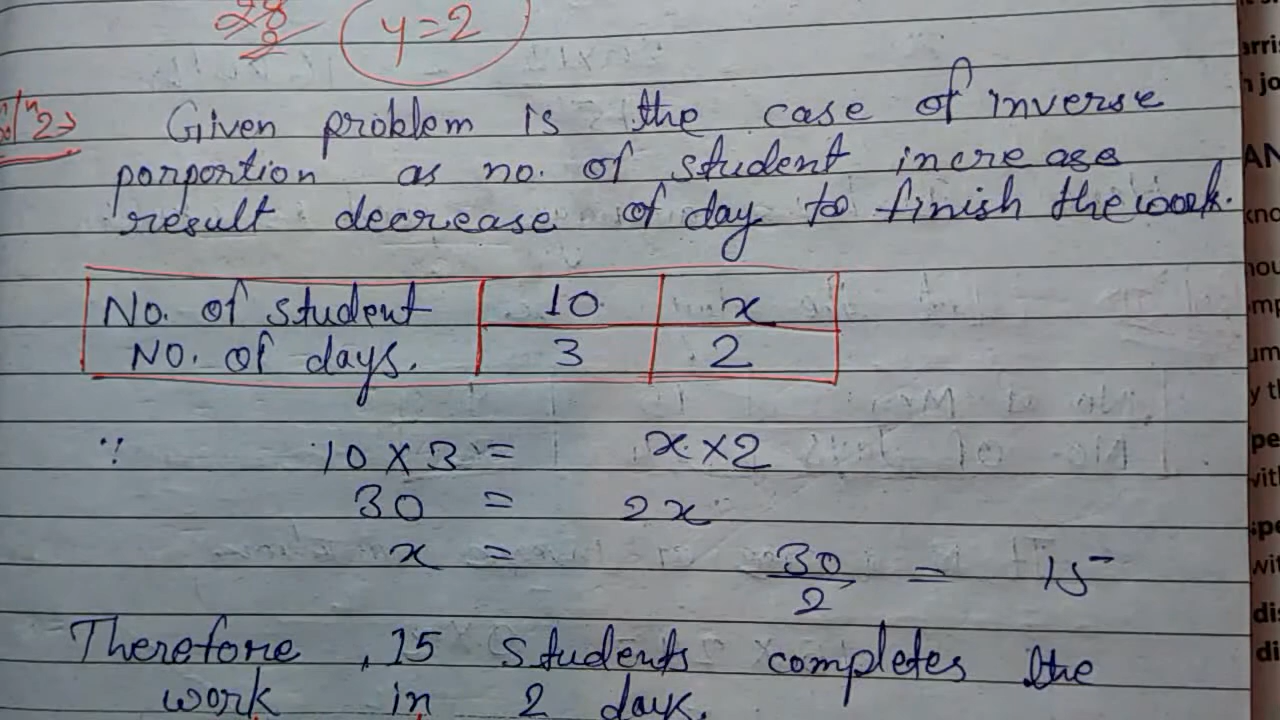 28
2
y=2
2>
Given problem is the case of inverse
porportion as no. of student increase
result decrease of day to finish the work.
No. of student 10 x
NO. of days. 3 2
∵ 10 × 3 = x × 2
30 = 2x
x = 30/2 = 15
Therefore, 15 students completes the
work in 2 days.